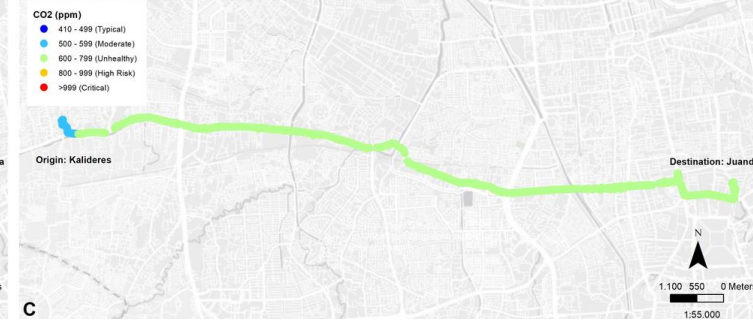 CO2 (ppm)
410 - 499 (Typical)
500 - 599 (Moderate)
600 - 799 (Unhealthy)
800 - 999 (High Risk)
>999 (Critical)
a
Origin: Kalideres
Destination: Juand
N
s
1.100 550 0 Meters
1:55.000
C